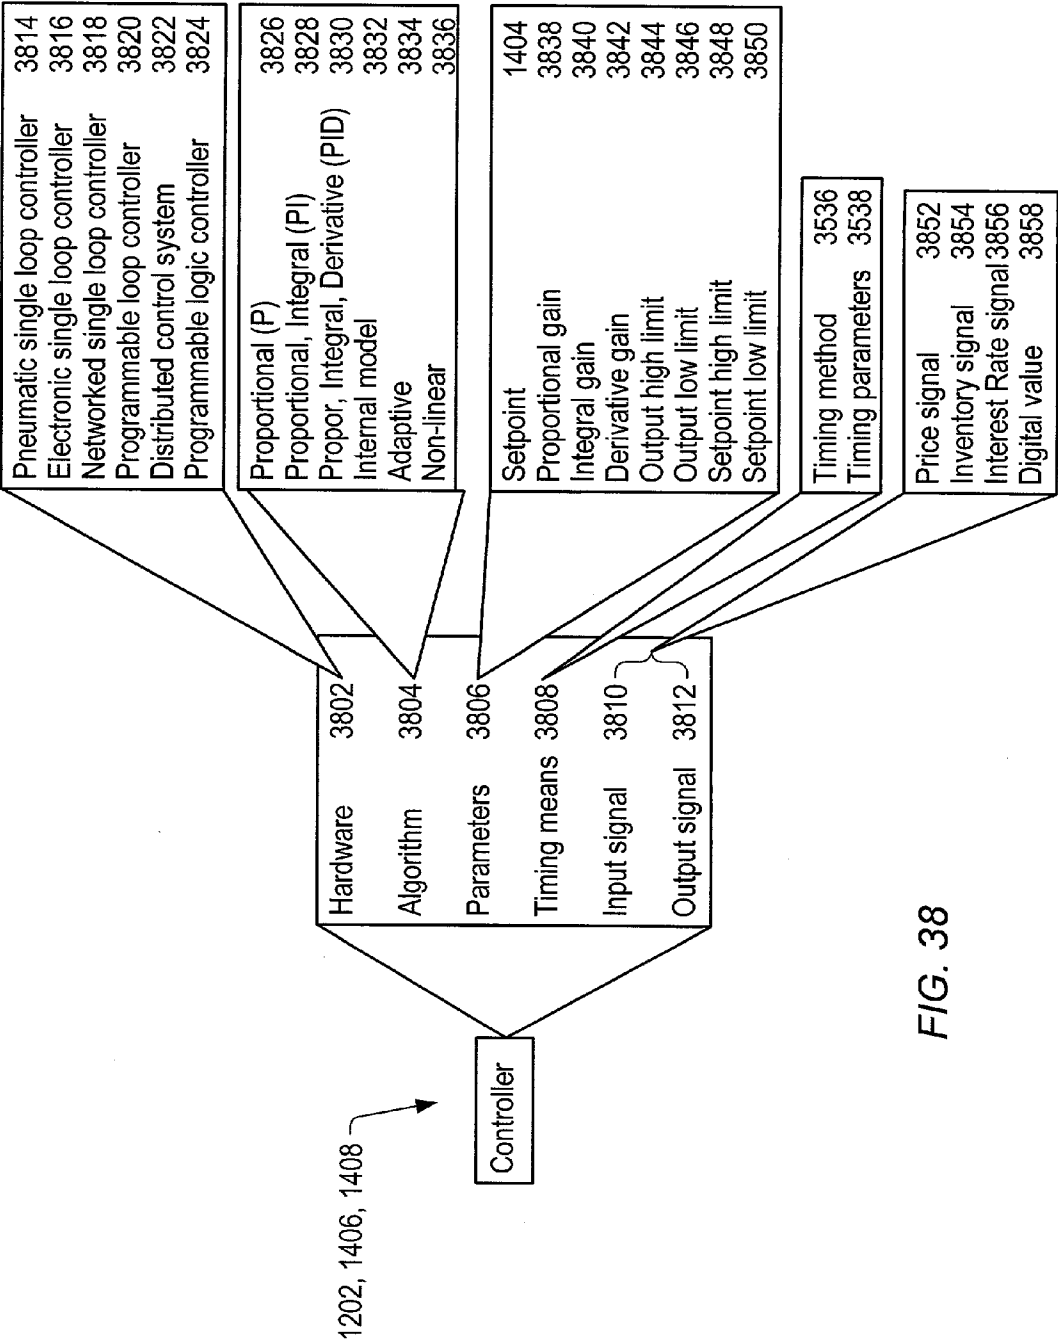 1202, 1406, 1408
Controller
Hardware 3802
Algorithm 3804
Parameters 3806
Timing means 3808
Input signal 3810
Output signal 3812
Pneumatic single loop controller 3814
Electronic single loop controller 3816
Networked single loop controller 3818
Programmable loop controller 3820
Distributed control system 3822
Programmable logic controller 3824
Proportional (P) 3826
Proportional, Integral (PI) 3828
Propor, Integral, Derivative (PID) 3830
Internal model 3832
Adaptive 3834
Non-linear 3836
Setpoint 1404
Proportional gain 3838
Integral gain 3840
Derivative gain 3842
Output high limit 3844
Output low limit 3846
Setpoint high limit 3848
Setpoint low limit 3850
Timing method 3536
Timing parameters 3538
Price signal 3852
Inventory signal 3854
Interest Rate signal 3856
Digital value 3858
FIG. 38